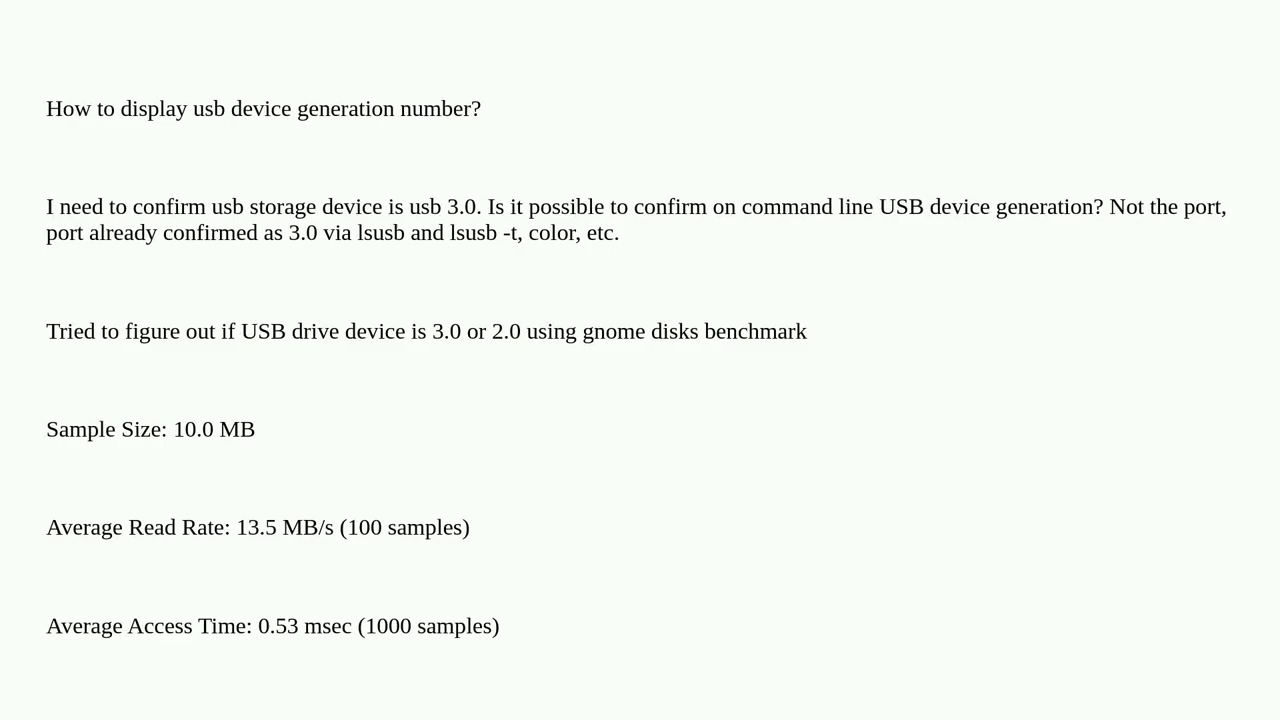 How to display usb device generation number?
I need to confirm usb storage device is usb 3.0. Is it possible to confirm on command line USB device generation? Not the port,
port already confirmed as 3.0 via lsusb and lsusb -t, color, etc.
Tried to figure out if USB drive device is 3.0 or 2.0 using gnome disks benchmark
Sample Size: 10.0 MB
Average Read Rate: 13.5 MB/s (100 samples)
Average Access Time: 0.53 msec (1000 samples)